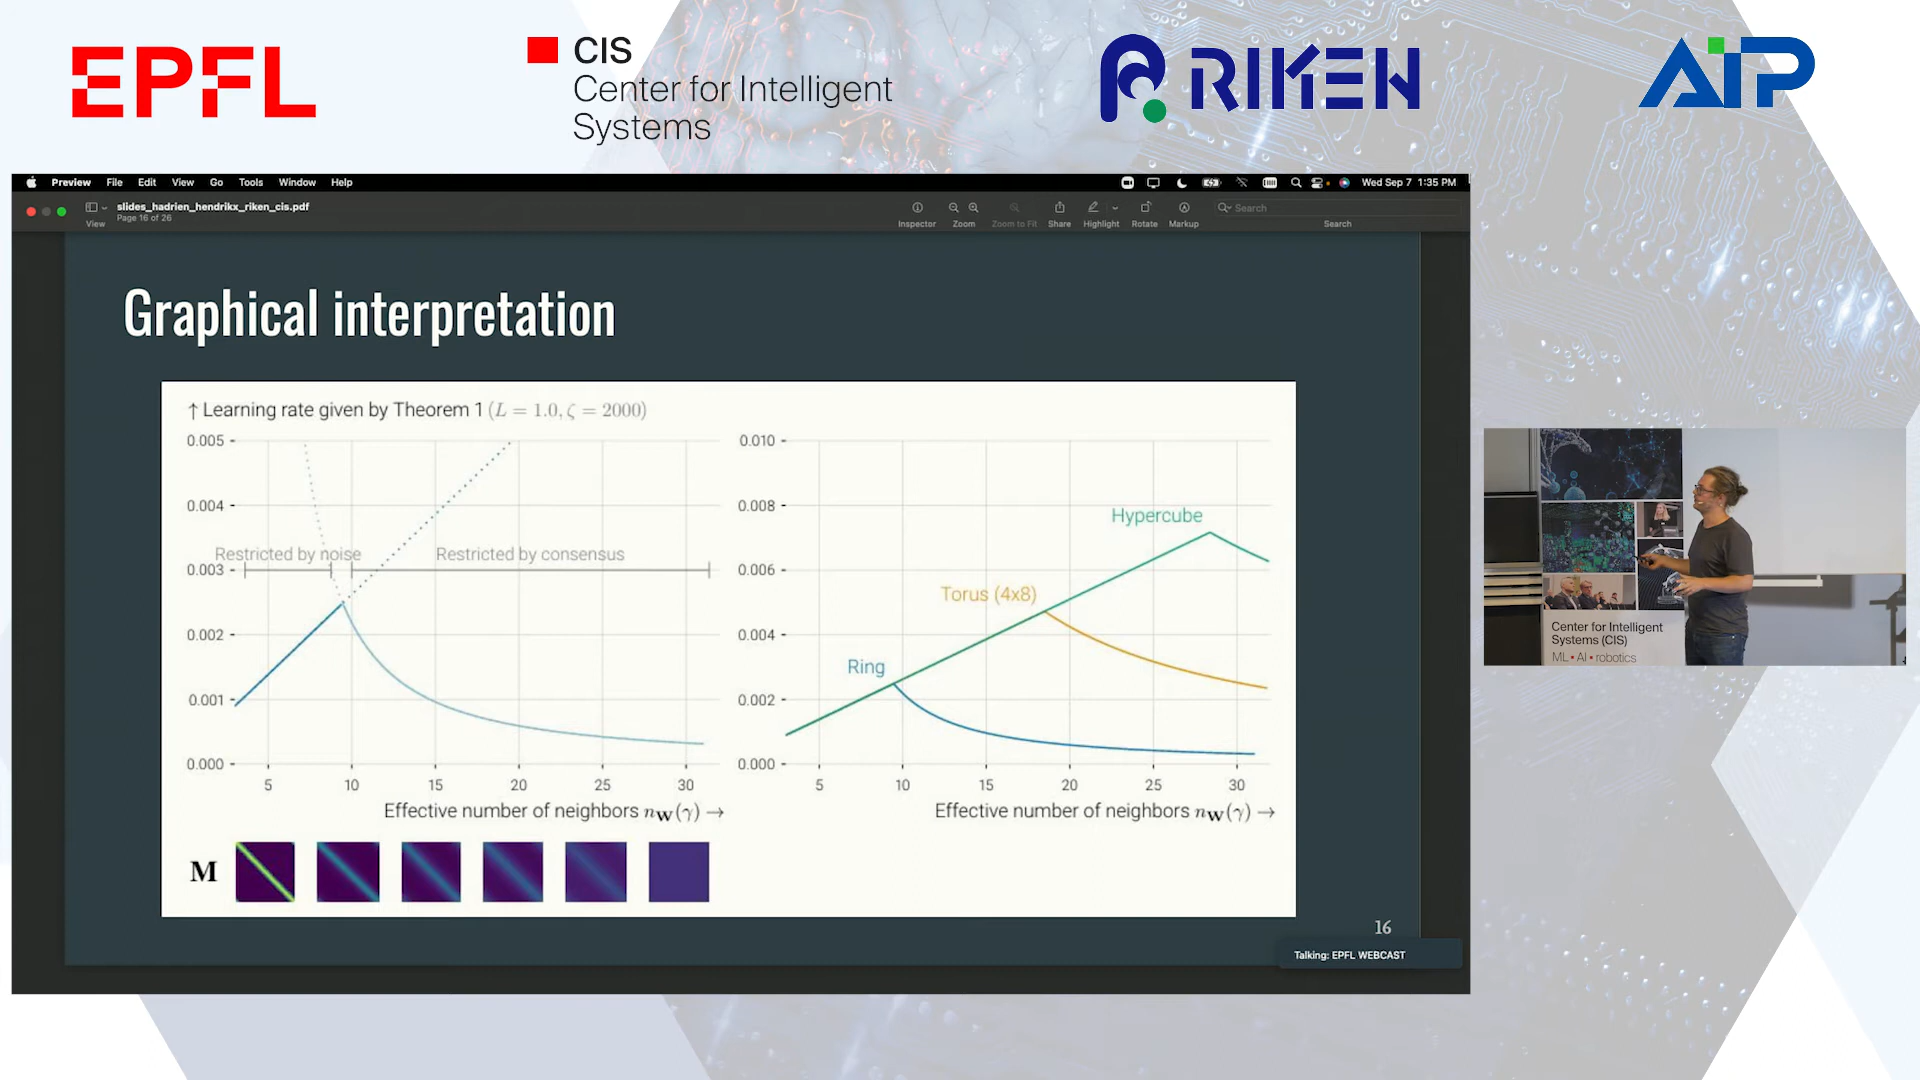 EPFL
CIS
Center for Intelligent
Systems
RIKEN
AIP
Preview File Edit View Go Tools Window Help
Wed Sep 7 1:35 PM
slides_hadrien_hendrikx_riken_cis.pdf
Page 16 of 26
View
Inspector Zoom Zoom to Fit Share Highlight Rotate Markup
Search
Search
Graphical interpretation
↑ Learning rate given by Theorem 1 (L = 1.0, ζ = 2000)
0.005
0.004
0.003
0.002
0.001
0.000
Restricted by noise
Restricted by consensus
5 10 15 20 25 30
Effective number of neighbors n_W(γ) →
0.010
0.008
0.006
0.004
0.002
0.000
Hypercube
Torus (4x8)
Ring
5 10 15 20 25 30
Effective number of neighbors n_W(γ) →
M
16
Talking: EPFL WEBCAST
Center for Intelligent
Systems (CIS)
ML • AI • robotics